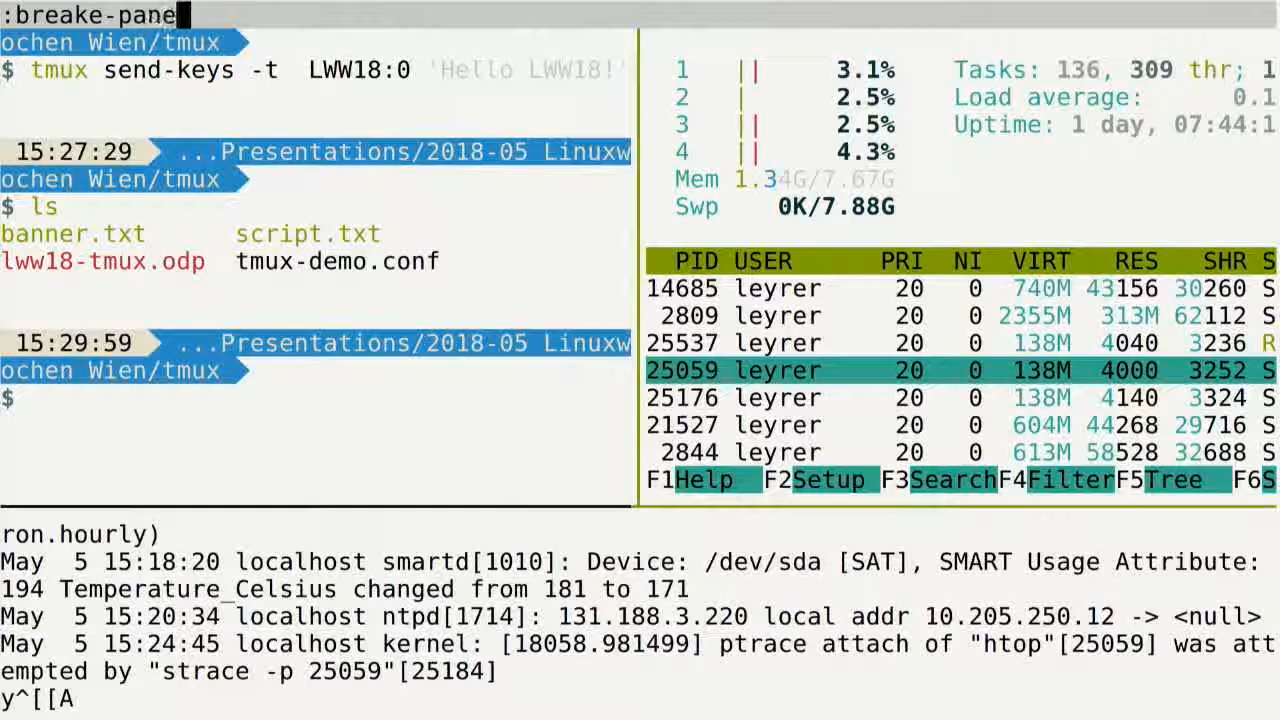 :breake-pane
ochen Wien/tmux
$ tmux send-keys -t  LWW18:0 'Hello LWW18!'
15:27:29 ...Presentations/2018-05 Linuxw
ochen Wien/tmux
$ ls
banner.txt script.txt
lww18-tmux.odp tmux-demo.conf
15:29:59 ...Presentations/2018-05 Linuxw
ochen Wien/tmux
$
1 || 3.1% Tasks: 136, 309 thr; 1
2 | 2.5% Load average: 0.1
3 || 2.5% Uptime: 1 day, 07:44:1
4 || 4.3%
Mem 1.34G/7.67G
Swp 0K/7.88G
PID USER PRI NI VIRT RES SHR S
14685 leyrer 20 0 740M 43156 30260 S
2809 leyrer 20 0 2355M 313M 62112 S
25537 leyrer 20 0 138M 4040 3236 R
25059 leyrer 20 0 138M 4000 3252 S
25176 leyrer 20 0 138M 4140 3324 S
21527 leyrer 20 0 604M 44268 29716 S
2844 leyrer 20 0 613M 58528 32688 S
F1Help F2Setup F3SearchF4FilterF5Tree F6S
ron.hourly)
May  5 15:18:20 localhost smartd[1010]: Device: /dev/sda [SAT], SMART Usage Attribute:
194 Temperature_Celsius changed from 181 to 171
May  5 15:20:34 localhost ntpd[1714]: 131.188.3.220 local addr 10.205.250.12 -> <null>
May  5 15:24:45 localhost kernel: [18058.981499] ptrace attach of "htop"[25059] was att
empted by "strace -p 25059"[25184]
y^[[A